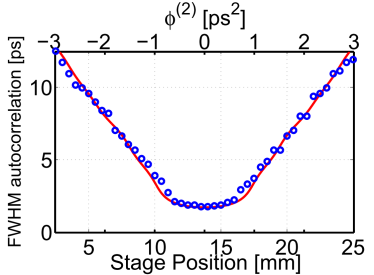 ϕ⁽²⁾ [ps²]
−3 −2 −1 0 1 2 3
FWHM autocorrelation [ps]
10
5
0
5 10 15 20 25
Stage Position [mm]